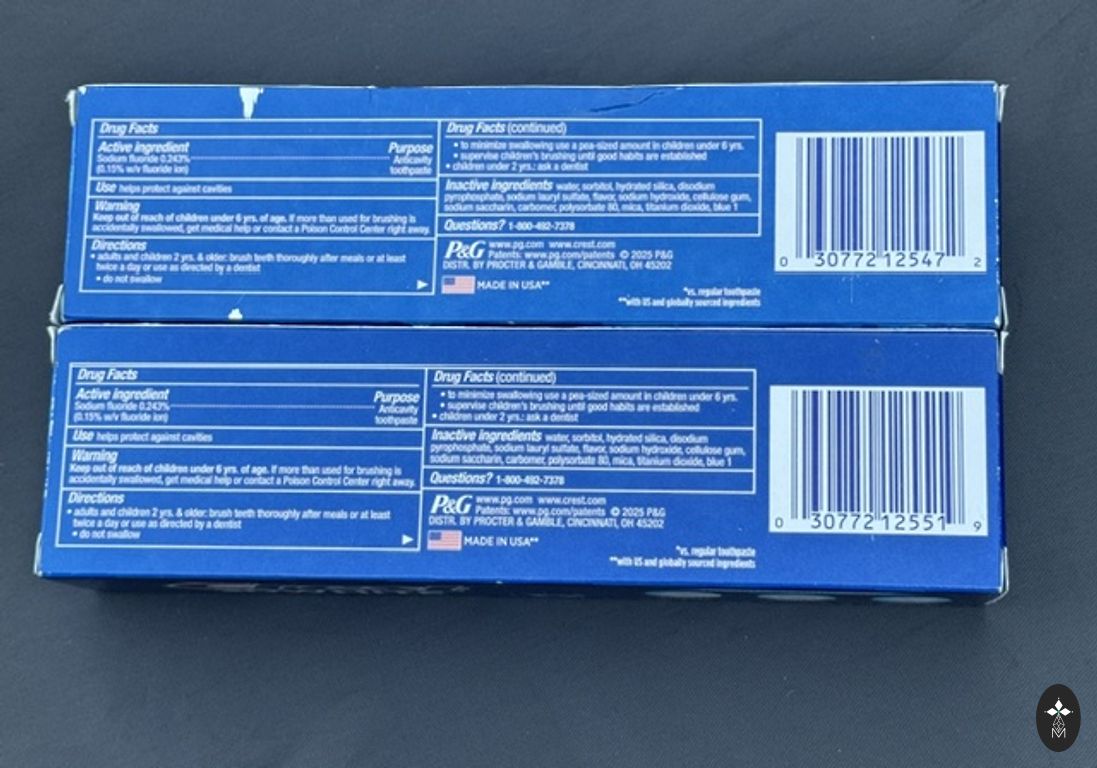 Drug Facts
Active ingredient Purpose
Sodium fluoride 0.243% Anticavity
(0.15% w/v fluoride ion) toothpaste
Use helps protect against cavities
Warning
Keep out of reach of children under 6 yrs. of age. If more than used for brushing is
accidentally swallowed, get medical help or contact a Poison Control Center right away.
Directions
• adults and children 2 yrs. & older: brush teeth thoroughly after meals or at least
twice a day or use as directed by a dentist
• do not swallow
Drug Facts (continued)
• to minimize swallowing use a pea-sized amount in children under 6 yrs.
• supervise children's brushing until good habits are established
• children under 2 yrs.: ask a dentist
Inactive ingredients water, sorbitol, hydrated silica, disodium
pyrophosphate, sodium lauryl sulfate, flavor, sodium hydroxide, cellulose gum,
sodium saccharin, carbomer, polysorbate 80, mica, titanium dioxide, blue 1
Questions? 1-800-492-7378
P&G www.pg.com www.crest.com
Patents: www.pg.com/patents © 2025 P&G
DISTR. BY PROCTER & GAMBLE, CINCINNATI, OH 45202
MADE IN USA**
*vs. regular toothpaste
**with US and globally sourced ingredients
0 30772 12547 2
Drug Facts
Active ingredient Purpose
Sodium fluoride 0.243% Anticavity
(0.15% w/v fluoride ion) toothpaste
Use helps protect against cavities
Warning
Keep out of reach of children under 6 yrs. of age. If more than used for brushing is
accidentally swallowed, get medical help or contact a Poison Control Center right away.
Directions
• adults and children 2 yrs. & older: brush teeth thoroughly after meals or at least
twice a day or use as directed by a dentist
• do not swallow
Drug Facts (continued)
• to minimize swallowing use a pea-sized amount in children under 6 yrs.
• supervise children's brushing until good habits are established
• children under 2 yrs.: ask a dentist
Inactive ingredients water, sorbitol, hydrated silica, disodium
pyrophosphate, sodium lauryl sulfate, flavor, sodium hydroxide, cellulose gum,
sodium saccharin, carbomer, polysorbate 80, mica, titanium dioxide, blue 1
Questions? 1-800-492-7378
P&G www.pg.com www.crest.com
Patents: www.pg.com/patents © 2025 P&G
DISTR. BY PROCTER & GAMBLE, CINCINNATI, OH 45202
MADE IN USA**
*vs. regular toothpaste
**with US and globally sourced ingredients
0 30772 12551 9
M